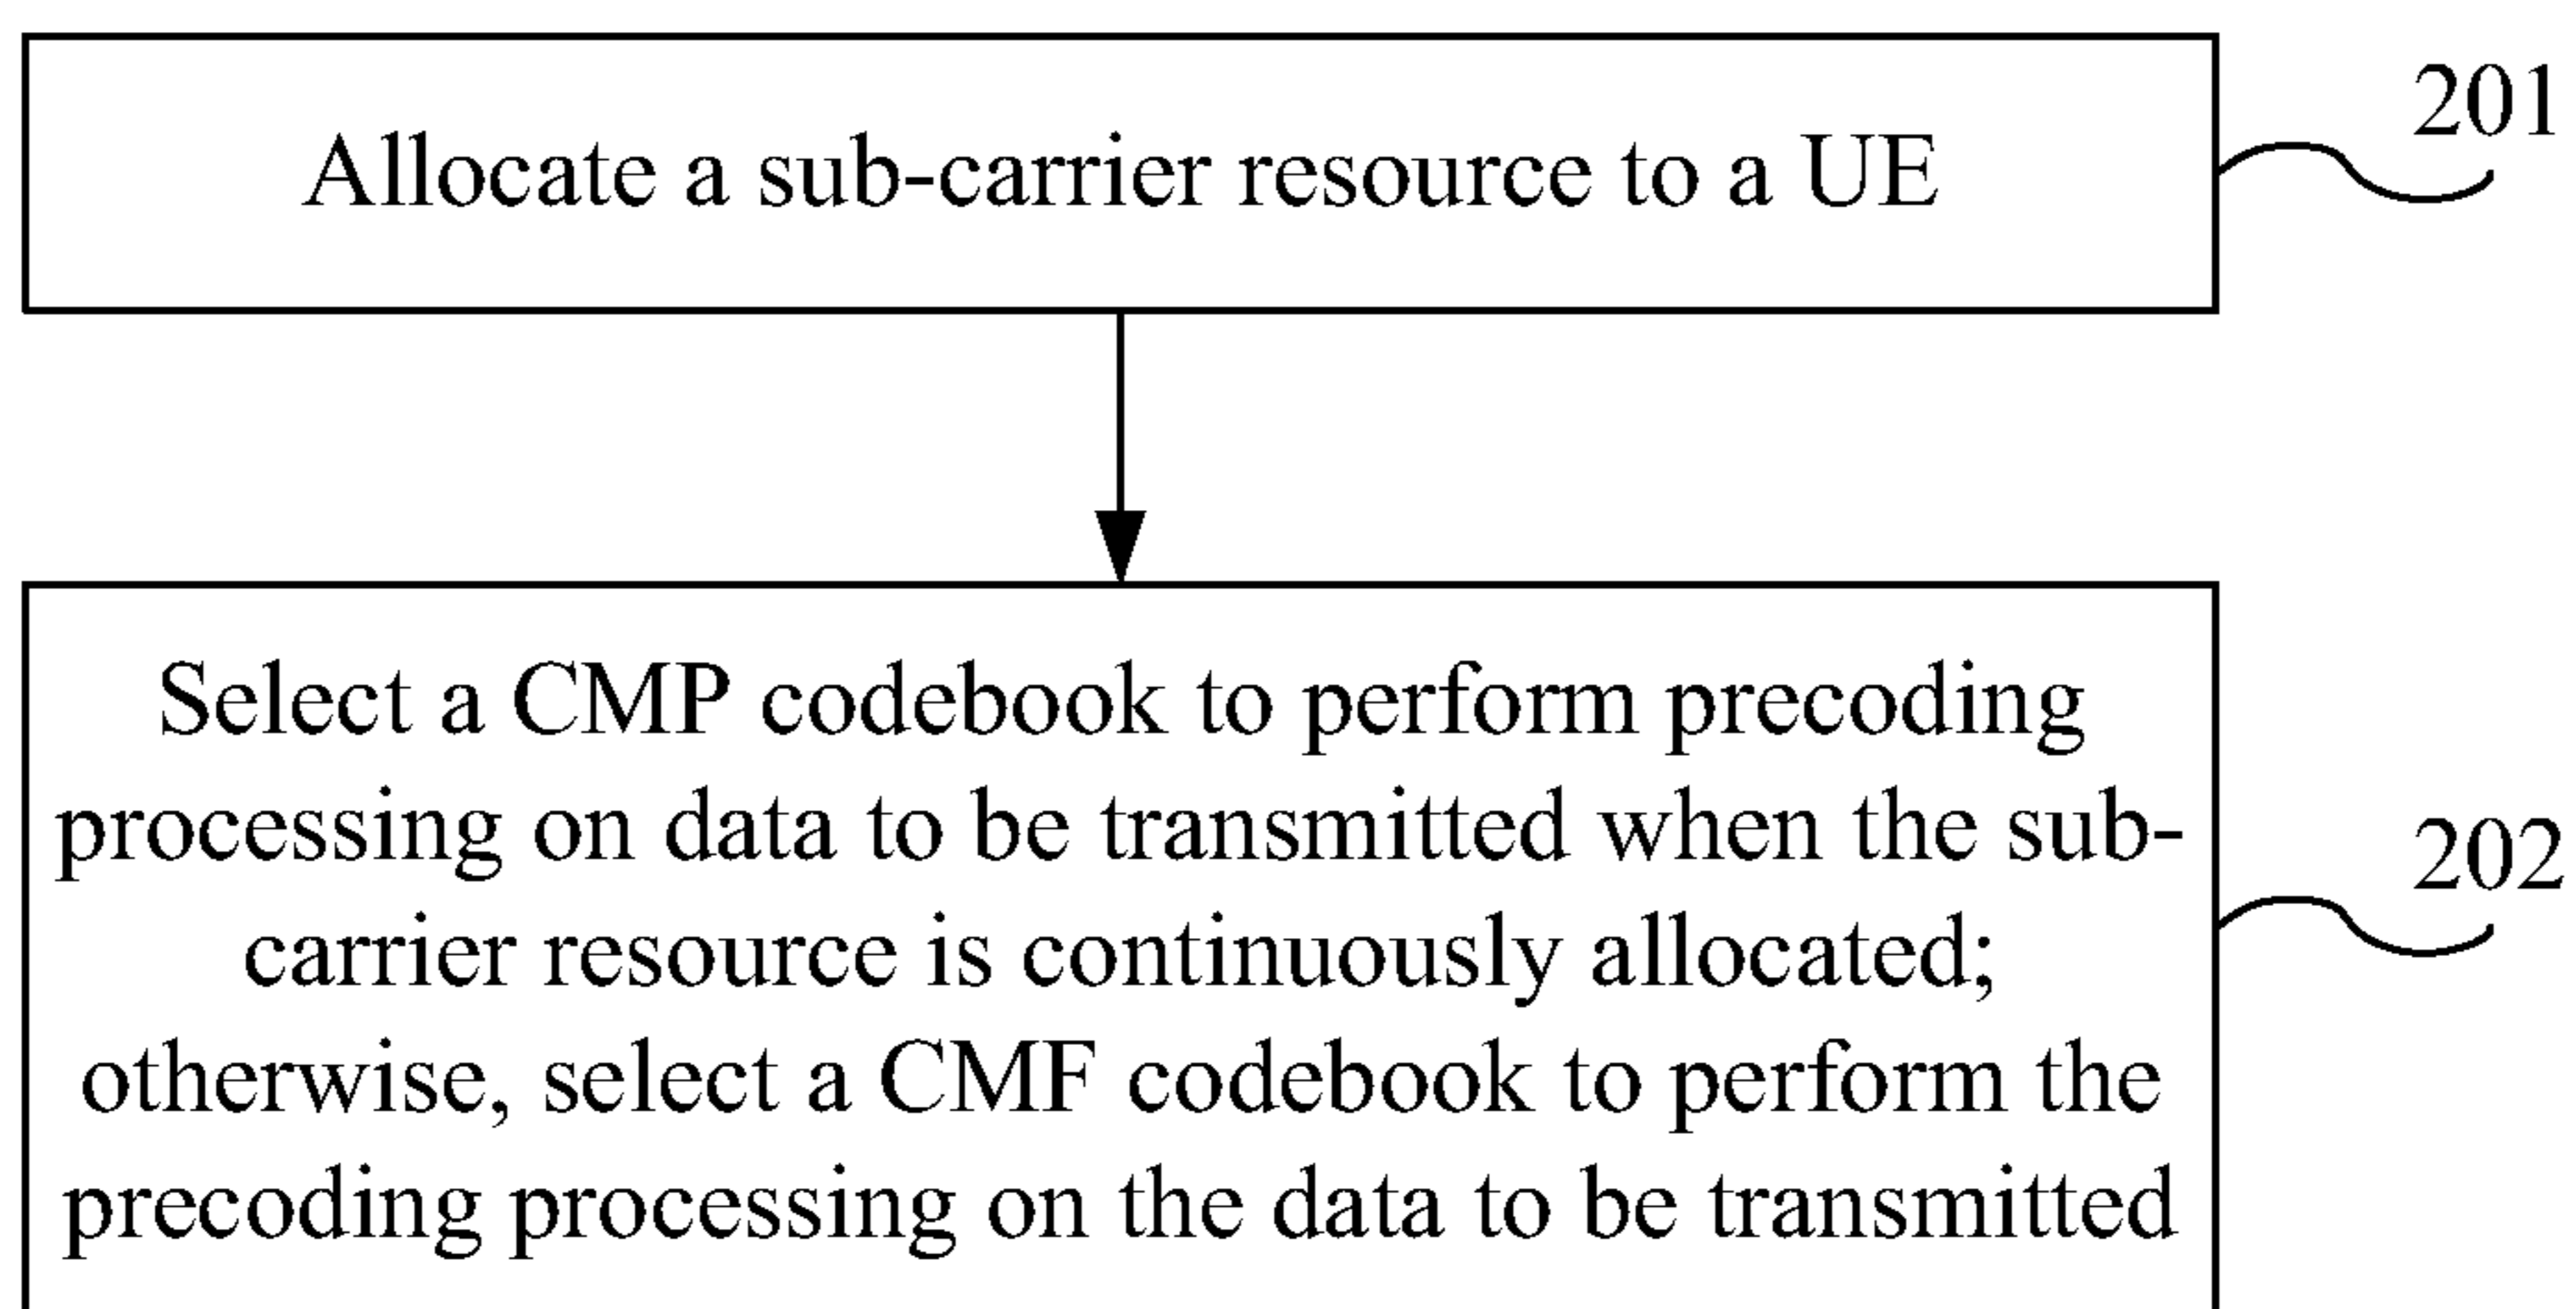 Allocate a sub-carrier resource to a UE
201
Select a CMP codebook to perform precoding
processing on data to be transmitted when the sub-
carrier resource is continuously allocated;
otherwise, select a CMF codebook to perform the
precoding processing on the data to be transmitted
202